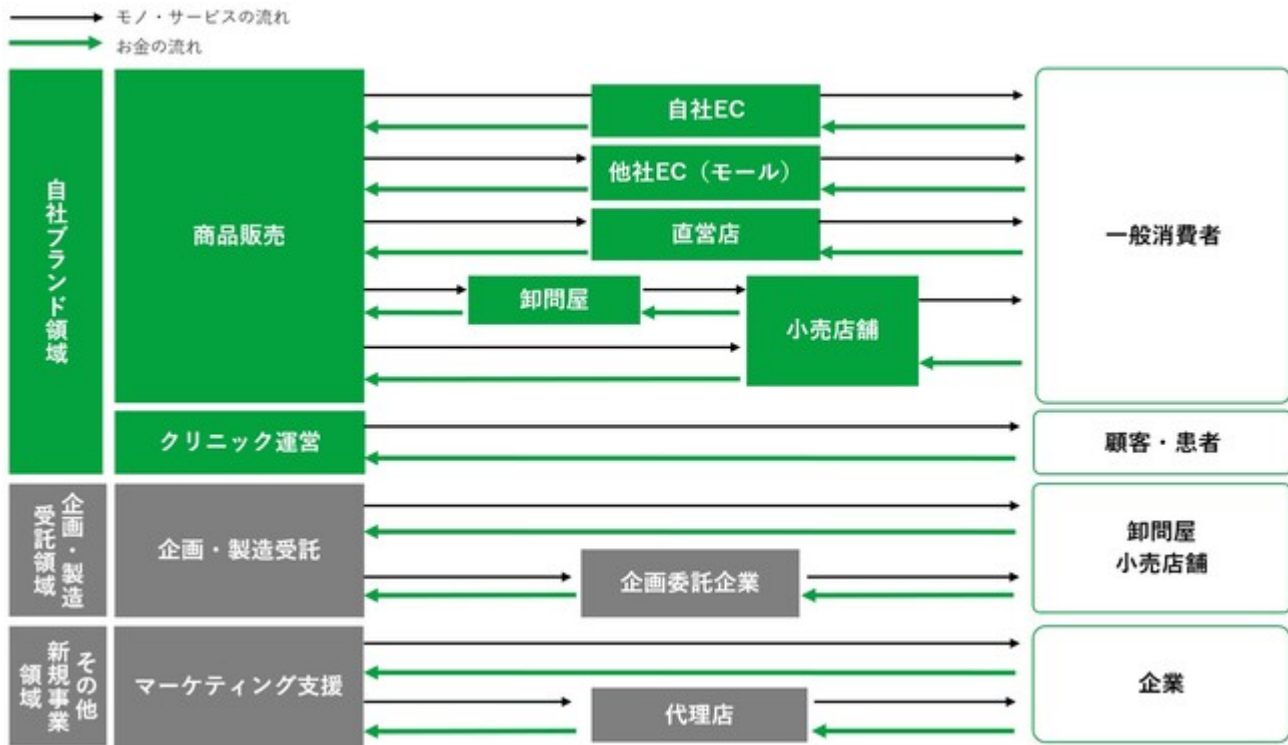 モノ・サービスの流れ
お金の流れ
自社ブランド領域
商品販売
自社EC
他社EC（モール）
直営店
卸問屋
小売店舗
一般消費者
クリニック運営
顧客・患者
企画・製造
受託領域
企画・製造受託
企画委託企業
卸問屋
小売店舗
その他
新規事業
領域
マーケティング支援
代理店
企業